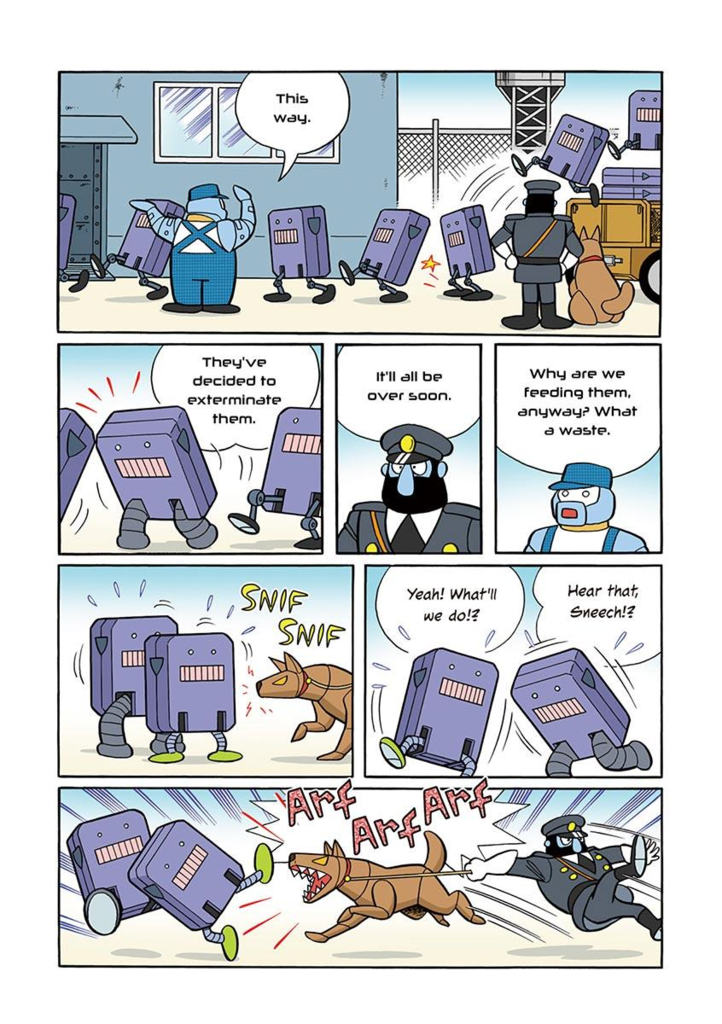 This
way.
They've
decided to
exterminate
them.
It'll all be
over soon.
Why are we
feeding them,
anyway? What
a waste.
SNIF
SNIF
Yeah! What'll
we do!?
Hear that,
Sneech!?
Arf
Arf
Arf